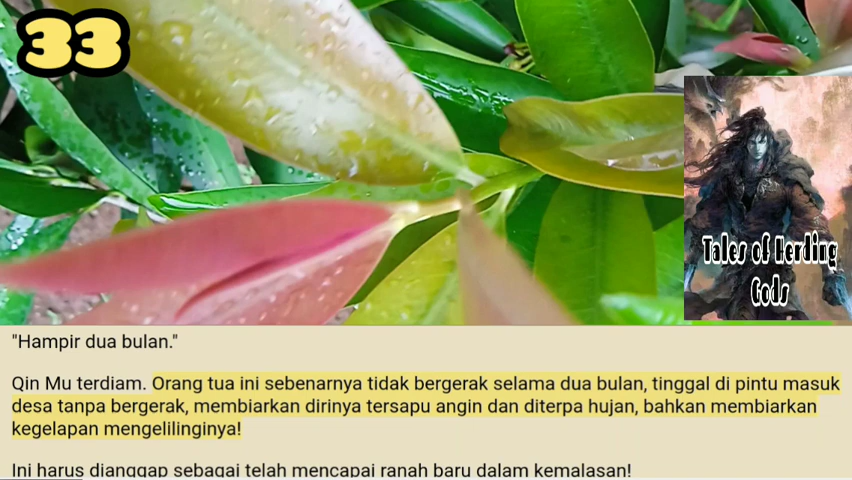 33
Tales of Herding
Gods
"Hampir dua bulan."
Qin Mu terdiam. Orang tua ini sebenarnya tidak bergerak selama dua bulan, tinggal di pintu masuk
desa tanpa bergerak, membiarkan dirinya tersapu angin dan diterpa hujan, bahkan membiarkan
kegelapan mengelilinginya!
Ini harus dianggap sebagai telah mencapai ranah baru dalam kemalasan!